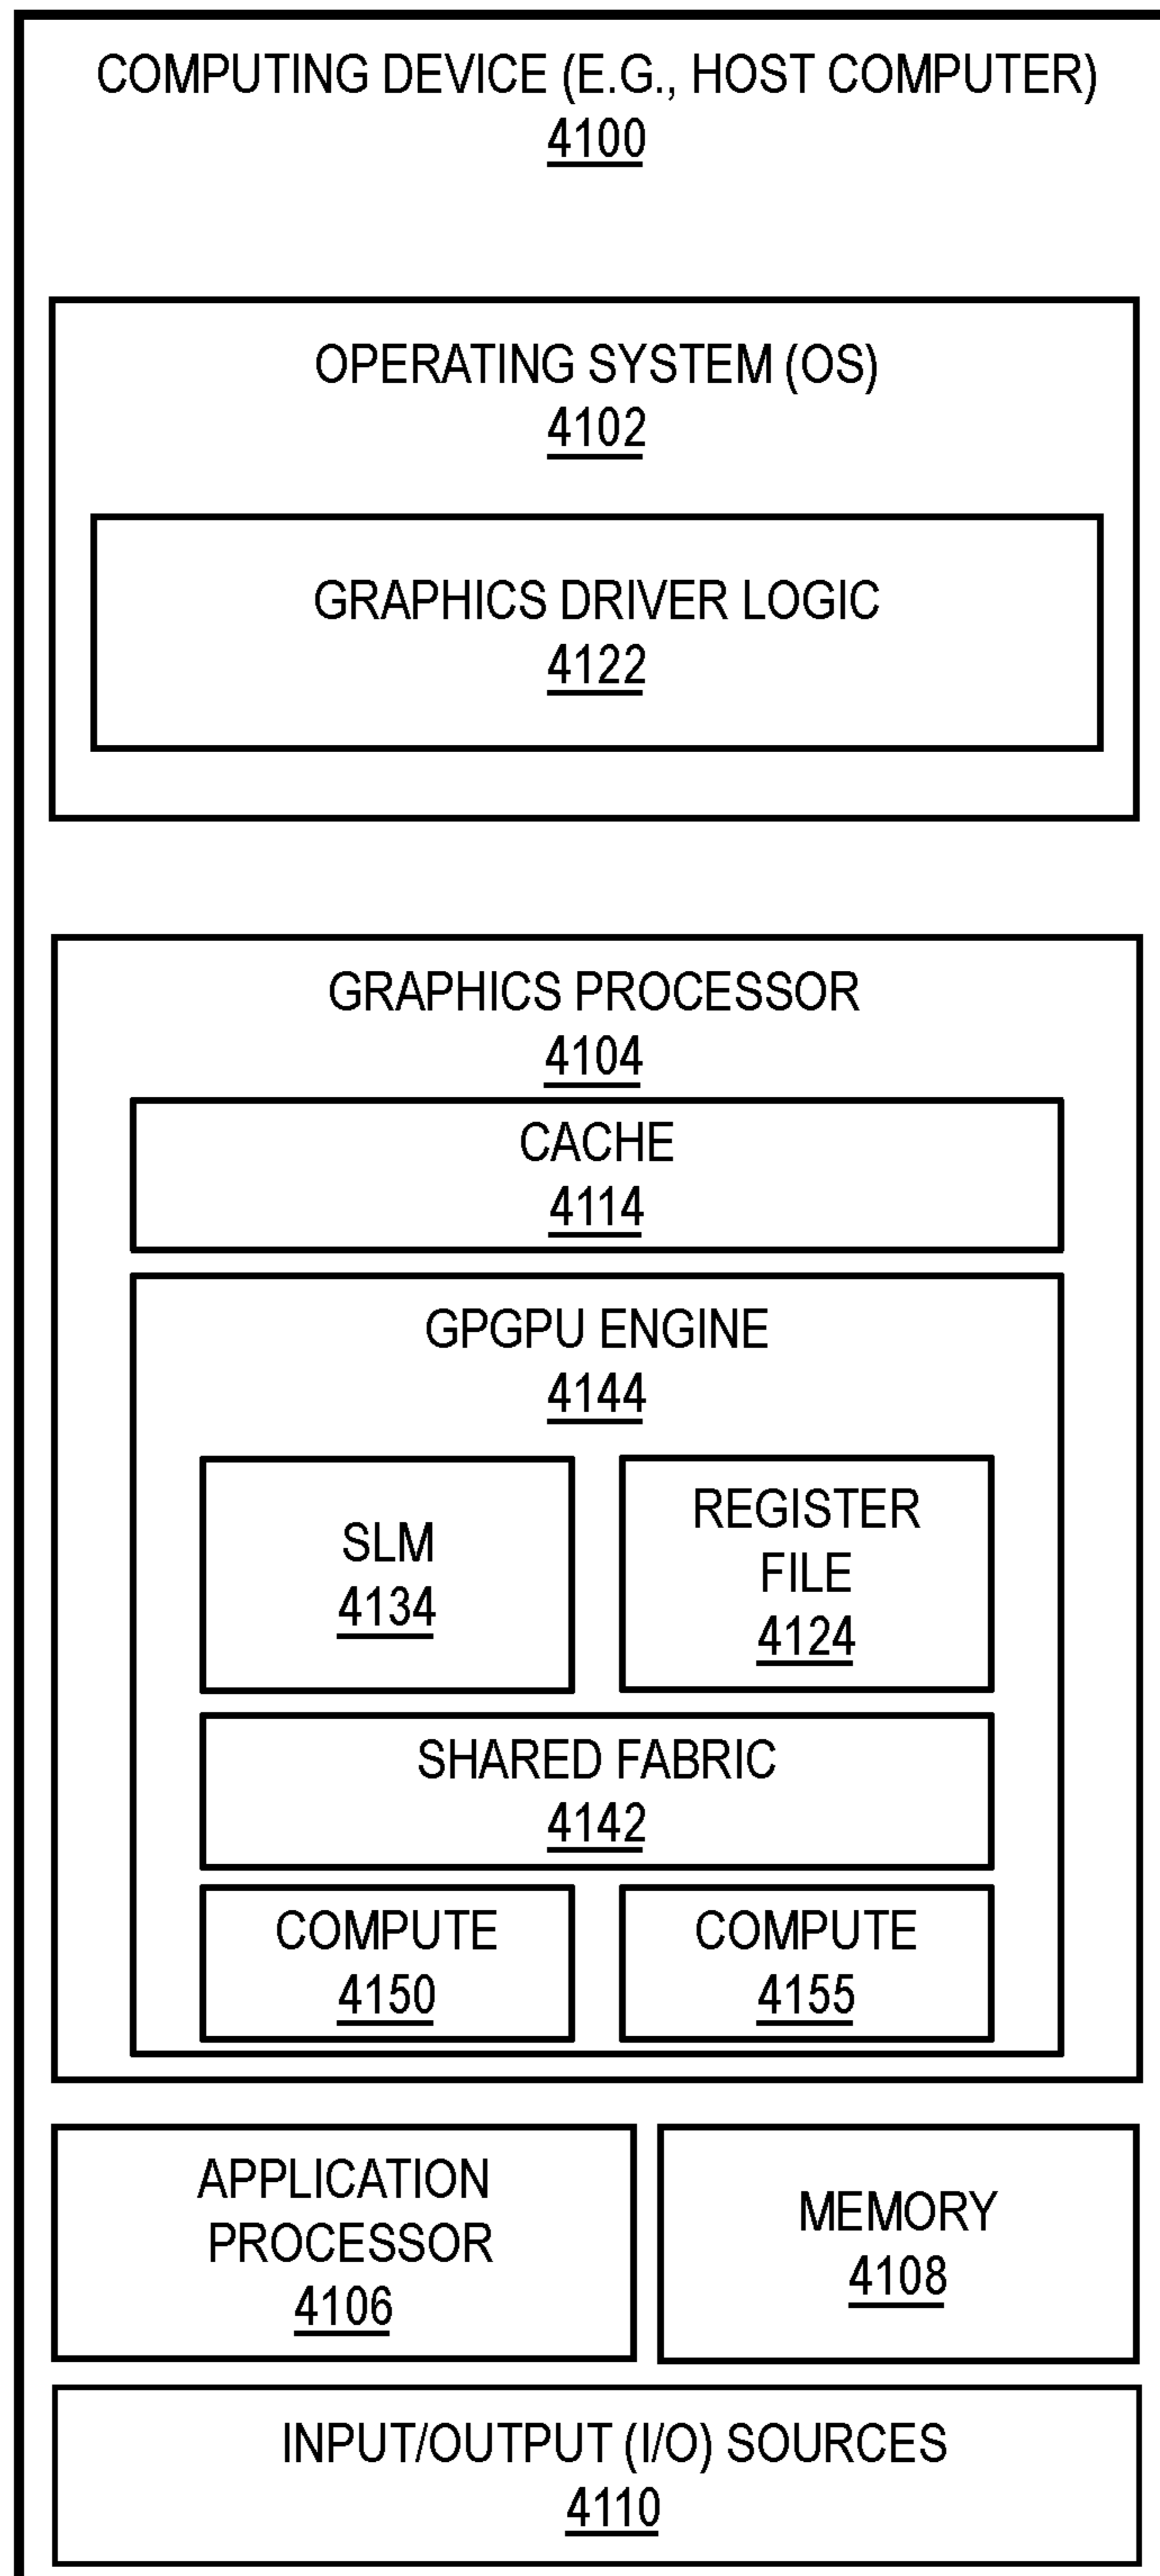 COMPUTING DEVICE (E.G., HOST COMPUTER)
4100
OPERATING SYSTEM (OS)
4102
GRAPHICS DRIVER LOGIC
4122
GRAPHICS PROCESSOR
4104
CACHE
4114
GPGPU ENGINE
4144
SLM
4134
REGISTER
FILE
4124
SHARED FABRIC
4142
COMPUTE
4150
COMPUTE
4155
APPLICATION
PROCESSOR
4106
MEMORY
4108
INPUT/OUTPUT (I/O) SOURCES
4110